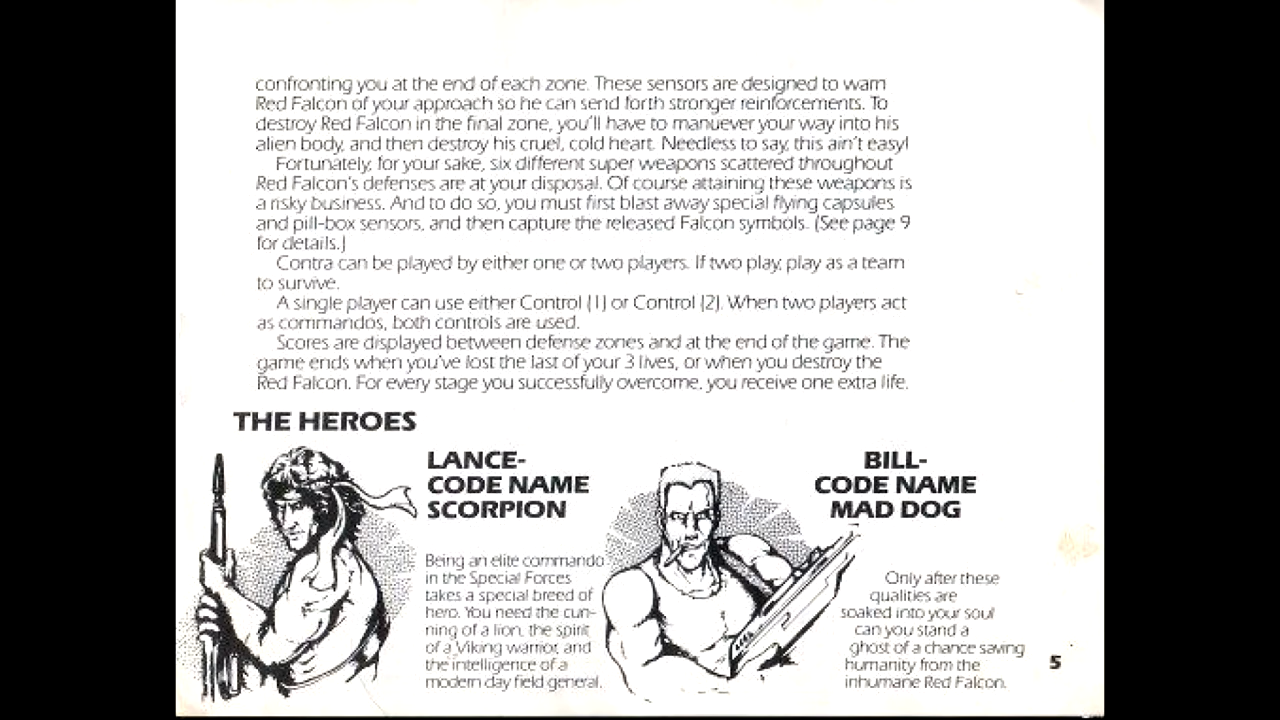 confronting you at the end of each zone. These sensors are designed to warn
Red Falcon of your approach so he can send forth stronger reinforcements. To
destroy Red Falcon in the final zone, you'll have to manuever your way into his
alien body, and then destroy his cruel, cold heart. Needless to say, this ain't easy!
Fortunately, for your sake, six different super weapons scattered throughout
Red Falcon's defenses are at your disposal. Of course attaining these weapons is
a risky business. And to do so, you must first blast away special flying capsules
and pill-box sensors, and then capture the released Falcon symbols. (See page 9
for details.)
Contra can be played by either one or two players. If two play, play as a team
to survive.
A single player can use either Control (1) or Control (2). When two players act
as commandos, both controls are used.
Scores are displayed between defense zones and at the end of the game. The
game ends when you've lost the last of your 3 lives, or when you destroy the
Red Falcon. For every stage you successfully overcome, you receive one extra life.
THE HEROES
LANCE-
CODE NAME
SCORPION
Being an elite commando
in the Special Forces
takes a special breed of
hero. You need the cun-
ning of a lion, the spirit
of a Viking warrior, and
the intelligence of a
modern day field general.
BILL-
CODE NAME
MAD DOG
Only after these
qualities are
soaked into your soul
can you stand a
ghost of a chance saving
humanity from the
inhumane Red Falcon.
5